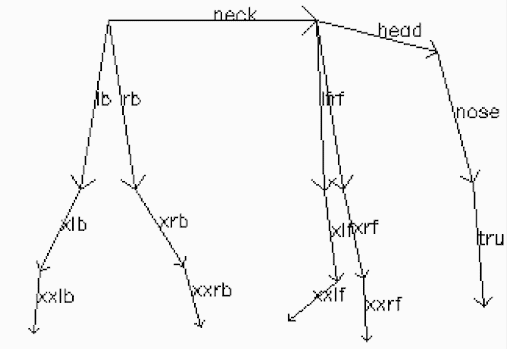 neck
head
lb
rb
lf
rf
nose
xlb
xrb
xlf
xrf
tru
xxlb
xxrb
xxlf
xxrf